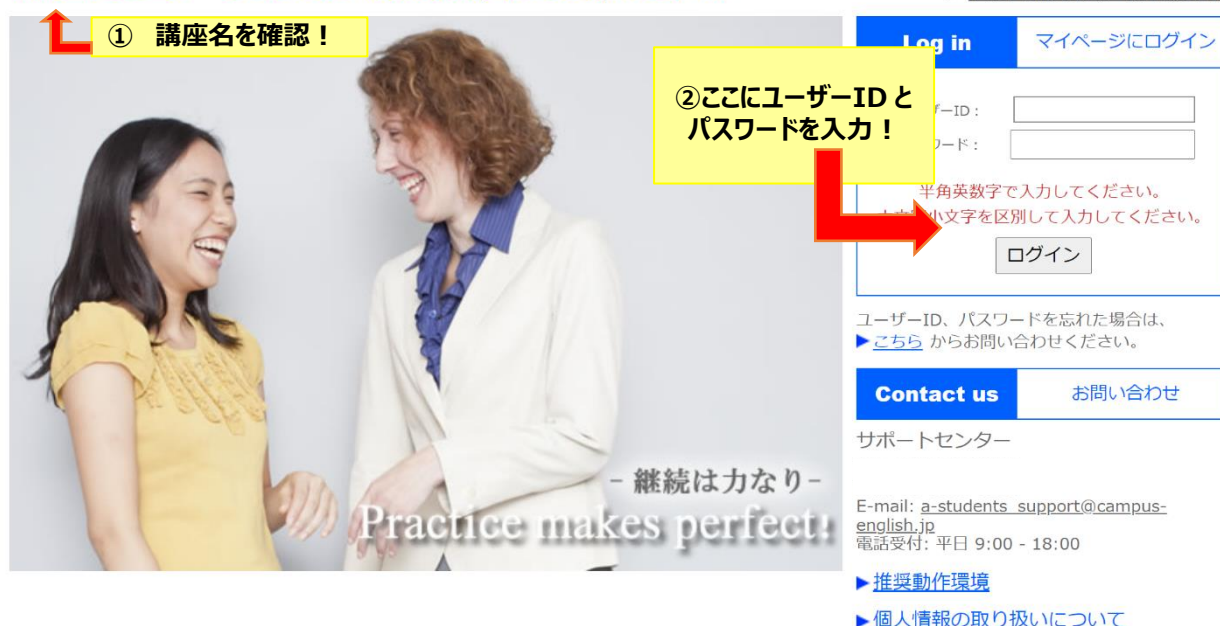 ① 講座名を確認！
②ここにユーザーIDと
パスワードを入力！
Log in
マイページにログイン
ーID：
ワード：
半角英数字で入力してください。
小文字を区別して入力してください。
ログイン
ユーザーID、パスワードを忘れた場合は、
▶こちら からお問い合わせください。
Contact us
お問い合わせ
サポートセンター
E-mail: a-students_support@campus-
english.jp
電話受付: 平日 9:00 - 18:00
▶推奨動作環境
▶個人情報の取り扱いについて
- 継続は力なり -
Practice makes perfect!